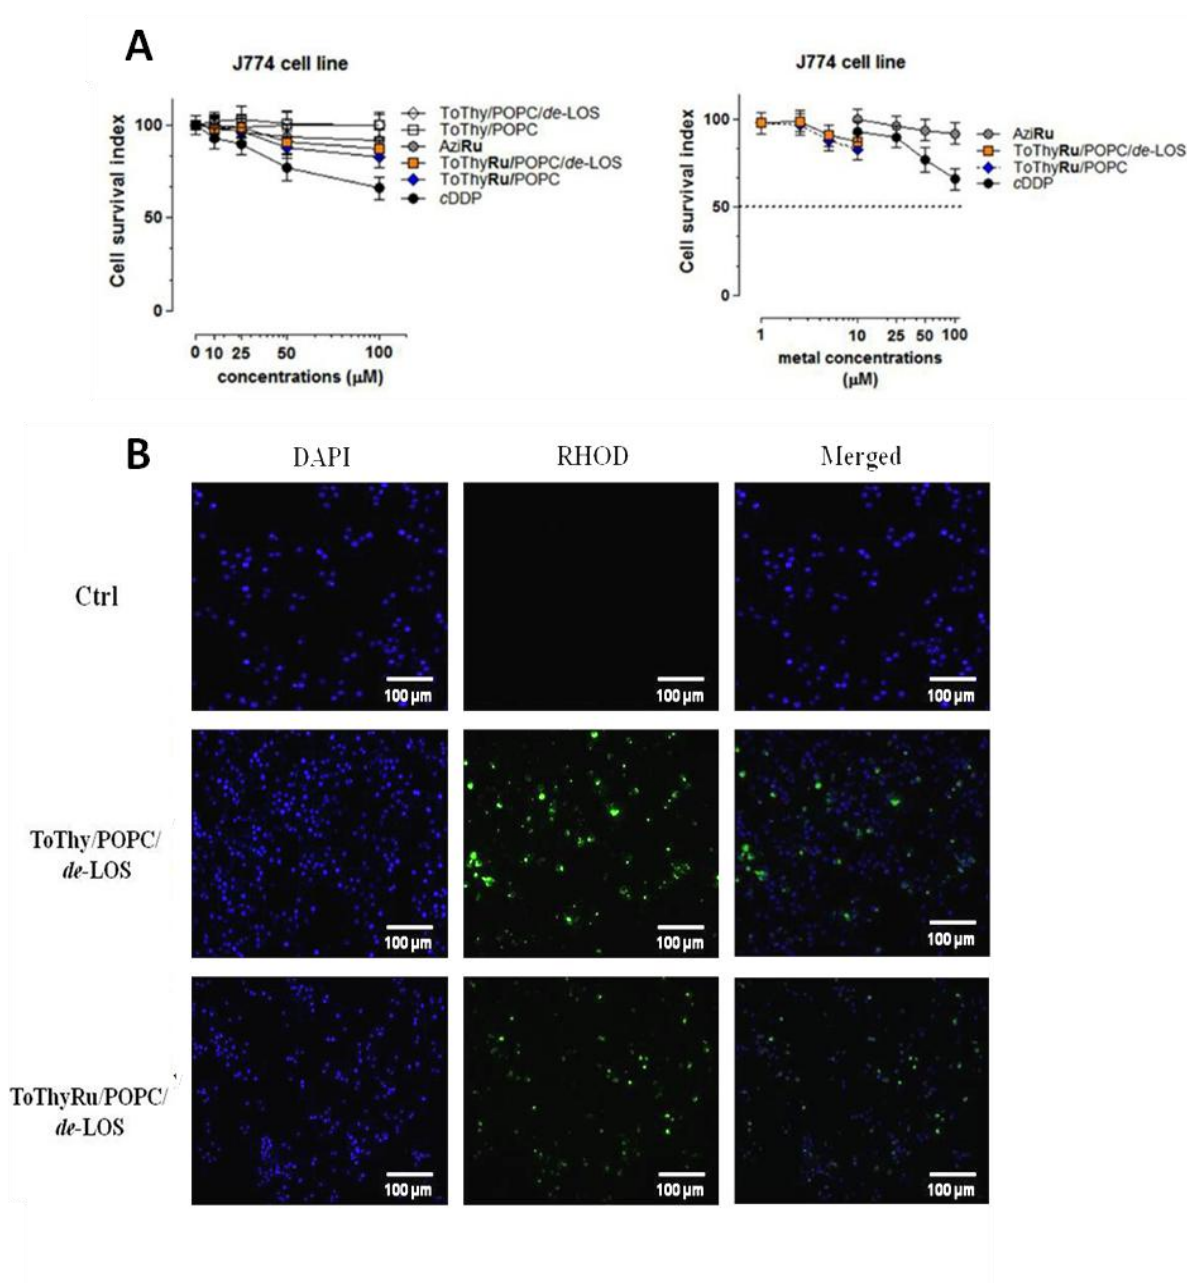 A
J774 cell line
Cell survival index
100
50
0
0 10 25 50 100
concentrations (µM)
ToThy/POPC/de-LOS
ToThy/POPC
AziRu
ToThyRu/POPC/de-LOS
ToThyRu/POPC
cDDP
J774 cell line
Cell survival index
100
50
0
1 10 25 50 100
metal concentrations
(µM)
AziRu
ToThyRu/POPC/de-LOS
ToThyRu/POPC
cDDP
B
DAPI RHOD Merged
Ctrl
100 µm 100 µm 100 µm
ToThy/POPC/
de-LOS
100 µm 100 µm 100 µm
ToThyRu/POPC/
de-LOS
100 µm 100 µm 100 µm